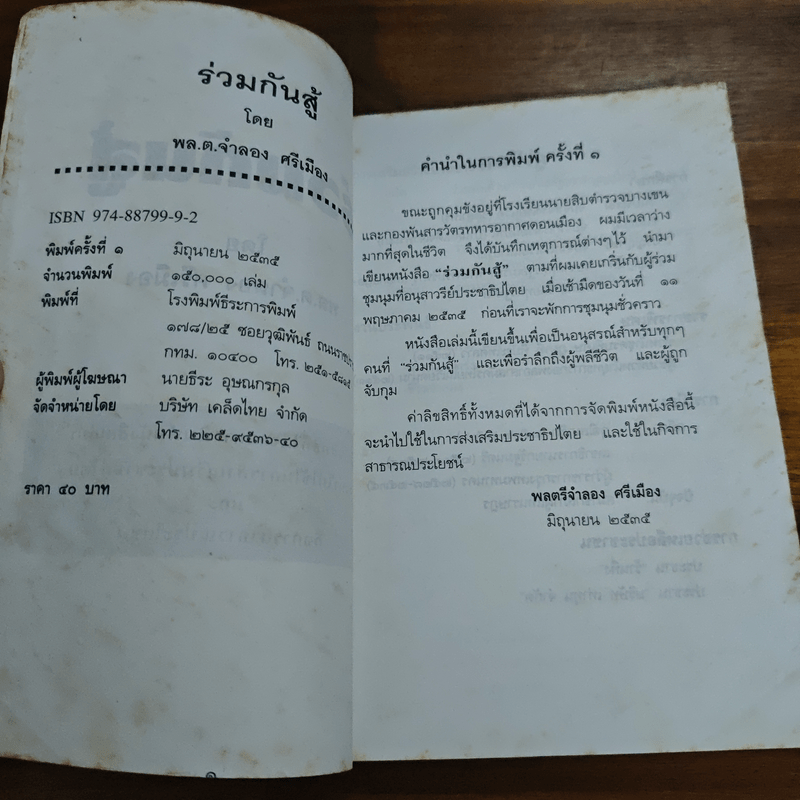 ร่วมกันสู้
โดย
พล.ต.จำลอง ศรีเมือง
ISBN 974-88799-9-2
พิมพ์ครั้งที่ ๑ มิถุนายน ๒๕๓๕
จำนวนพิมพ์ ๑๕๐,๐๐๐ เล่ม
พิมพ์ที่ โรงพิมพ์ธีระการพิมพ์
๑๗๘/๒๕ ซอยวุฒิพันธ์ ถนนราชปรารภ
กทม. ๑๐๔๐๐ โทร. ๒๕๑-๕๘๑๕
ผู้พิมพ์ผู้โฆษณา นายธีระ อุษณกรกุล
จัดจำหน่ายโดย บริษัท เคล็ดไทย จำกัด
โทร. ๒๒๕-๙๕๓๖-๔๐
ราคา ๔๐ บาท
๑
คำนำในการพิมพ์ ครั้งที่ ๑
ขณะถูกคุมขังอยู่ที่โรงเรียนนายสิบตำรวจบางเขน
และกองพันสารวัตรทหารอากาศดอนเมือง ผมมีเวลาว่าง
มากที่สุดในชีวิต จึงได้บันทึกเหตุการณ์ต่างๆไว้ นำมา
เขียนหนังสือ "ร่วมกันสู้" ตามที่ผมเคยเกริ่นกับผู้ร่วม
ชุมนุมที่อนุสาวรีย์ประชาธิปไตย เมื่อเช้ามืดของวันที่ ๑๑
พฤษภาคม ๒๕๓๕ ก่อนที่เราจะพักการชุมนุมชั่วคราว
หนังสือเล่มนี้เขียนขึ้นเพื่อเป็นอนุสรณ์สำหรับทุกๆ
คนที่ "ร่วมกันสู้" และเพื่อรำลึกถึงผู้พลีชีวิต และผู้ถูก
จับกุม
ค่าลิขสิทธิ์ทั้งหมดที่ได้จากการจัดพิมพ์หนังสือนี้
จะนำไปใช้ในการส่งเสริมประชาธิปไตย และใช้ในกิจการ
สาธารณประโยชน์
พลตรีจำลอง ศรีเมือง
มิถุนายน ๒๕๓๕